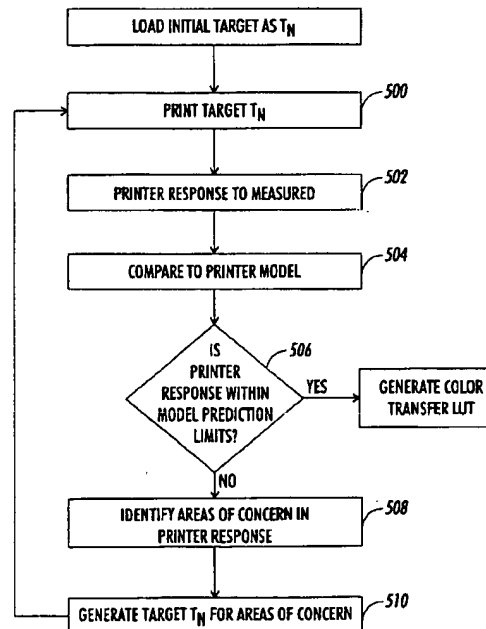 LOAD INITIAL TARGET AS TN
500
PRINT TARGET TN
502
PRINTER RESPONSE TO MEASURED
504
COMPARE TO PRINTER MODEL
506
IS
PRINTER
RESPONSE WITHIN
MODEL PREDICTION
LIMITS?
YES
GENERATE COLOR
TRANSFER LUT
NO
508
IDENTIFY AREAS OF CONCERN IN
PRINTER RESPONSE
510
GENERATE TARGET TN FOR AREAS OF CONCERN